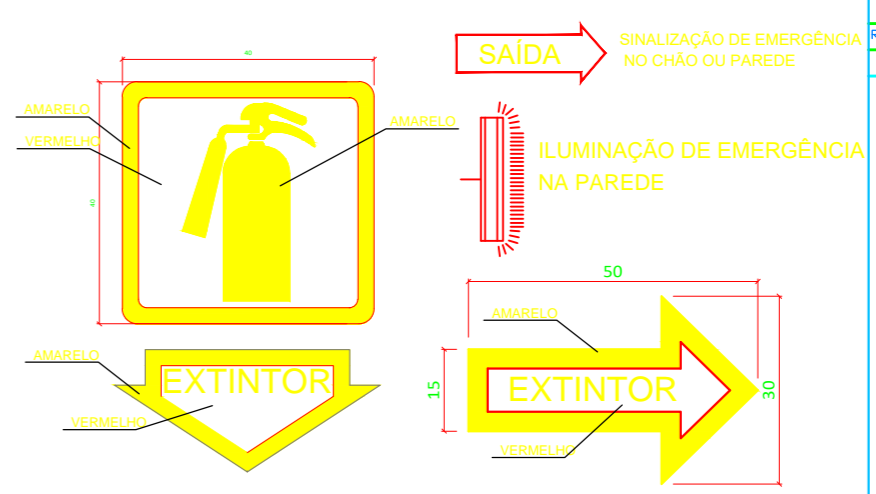 40
SAÍDA
SINALIZAÇÃO DE EMERGÊNCIA
NO CHÃO OU PAREDE
R
AMARELO
VERMELHO
AMARELO
40
ILUMINAÇÃO DE EMERGÊNCIA
NA PAREDE
50
AMARELO
AMARELO
EXTINTOR
VERMELHO
15
EXTINTOR
30
VERMELHO